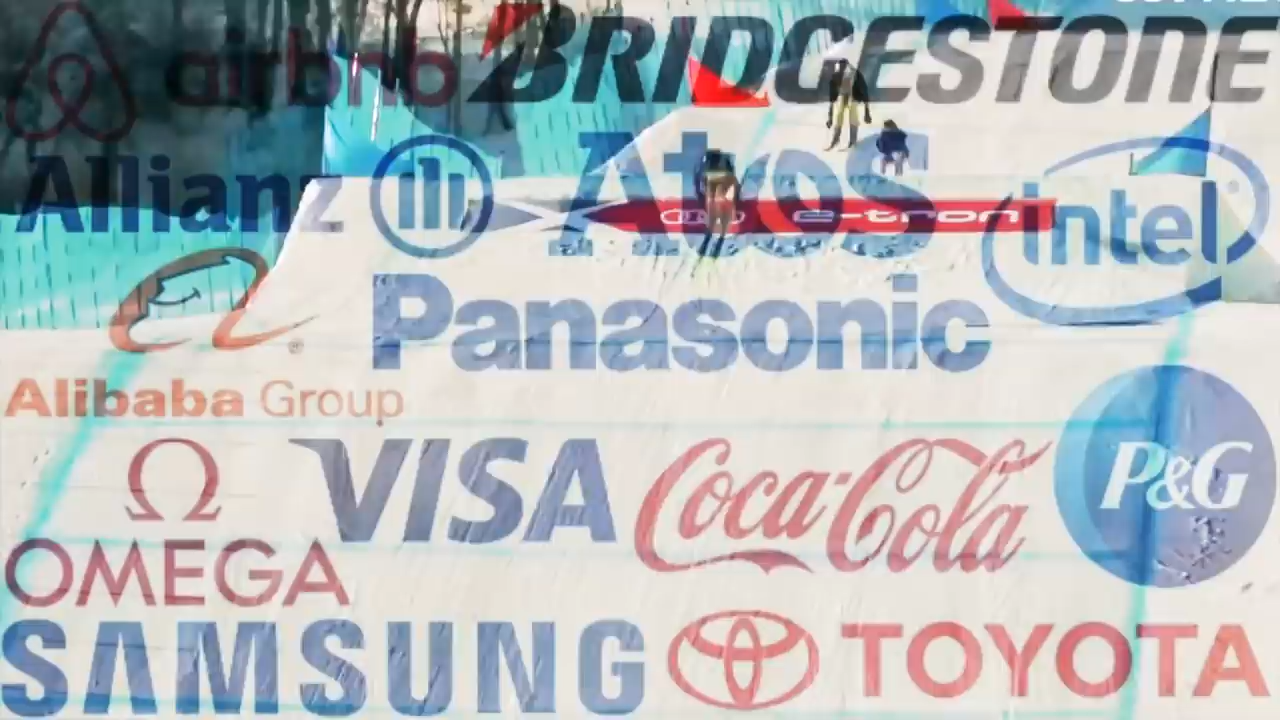 airbnb BRIDGESTONE
Allianz Atos intel
e-tron
Panasonic
Alibaba Group
VISA Coca-Cola P&G
OMEGA
SAMSUNG TOYOTA